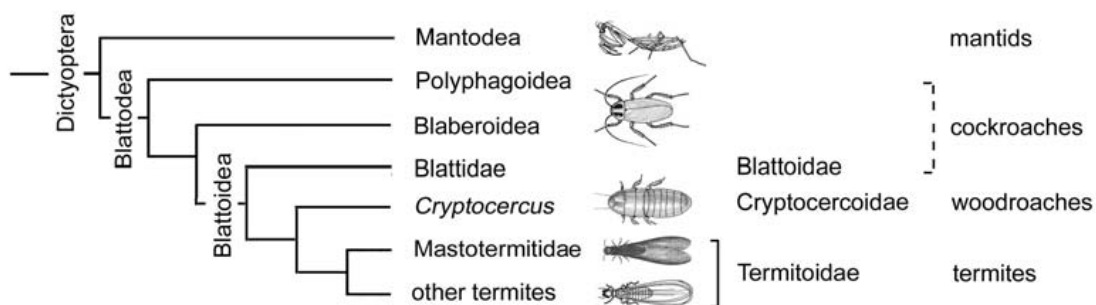 Dictyoptera
Blattodea
Blattoidea
Mantodea
mantids
Polyphagoidea
Blaberoidea
cockroaches
Blattidae
Blattoidae
Cryptocercus
Cryptocercoidae
woodroaches
Mastotermitidae
other termites
Termitoidae
termites